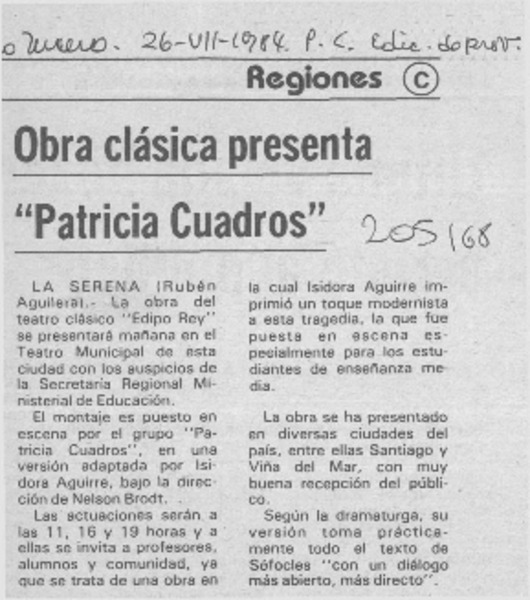 26-VII-1984. P. C. Edic. de prov.
Regiones C
Obra clásica presenta
"Patricia Cuadros"
205168
LA SERENA (Rubén
Aguilera).- La obra del
teatro clásico "Edipo Rey"
se presentará mañana en el
Teatro Municipal de esta
ciudad con los auspicios de
la Secretaría Regional Mi-
nisterial de Educación.
El montaje es puesto en
escena por el grupo "Pa-
tricia Cuadros", en una
versión adaptada por Isi-
dora Aguirre, bajo la direc-
ción de Nelson Brodt.
Las actuaciones serán a
las 11, 16 y 19 horas y a
ellas se invita a profesores,
alumnos y comunidad, ya
que se trata de una obra en
la cual Isidora Aguirre im-
primió un toque modernista
a esta tragedia, la que fue
puesta en escena es-
pecialmente para los estu-
diantes de enseñanza me-
dia.
La obra se ha presentado
en diversas ciudades del
país, entre ellas Santiago y
Viña del Mar, con muy
buena recepción del públi-
co.
Según la dramaturga, su
versión toma práctica-
mente todo el texto de
Sófocles "con un diálogo
más abierto, más directo".